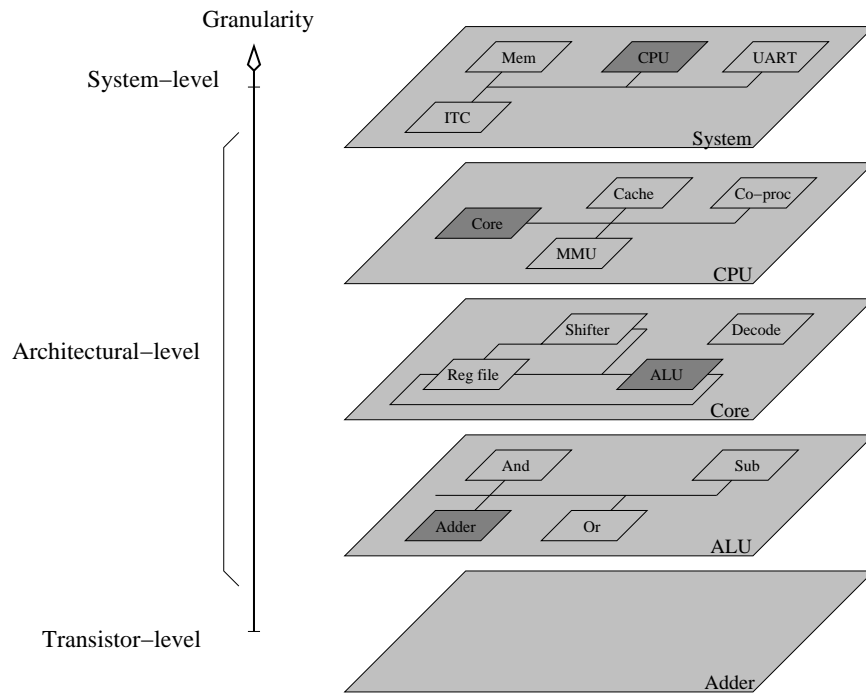 Granularity
System−level
Mem
CPU
UART
ITC
System
Cache
Co−proc
Core
MMU
CPU
Architectural−level
Shifter
Decode
Reg file
ALU
Core
And
Sub
Adder
Or
ALU
Transistor−level
Adder